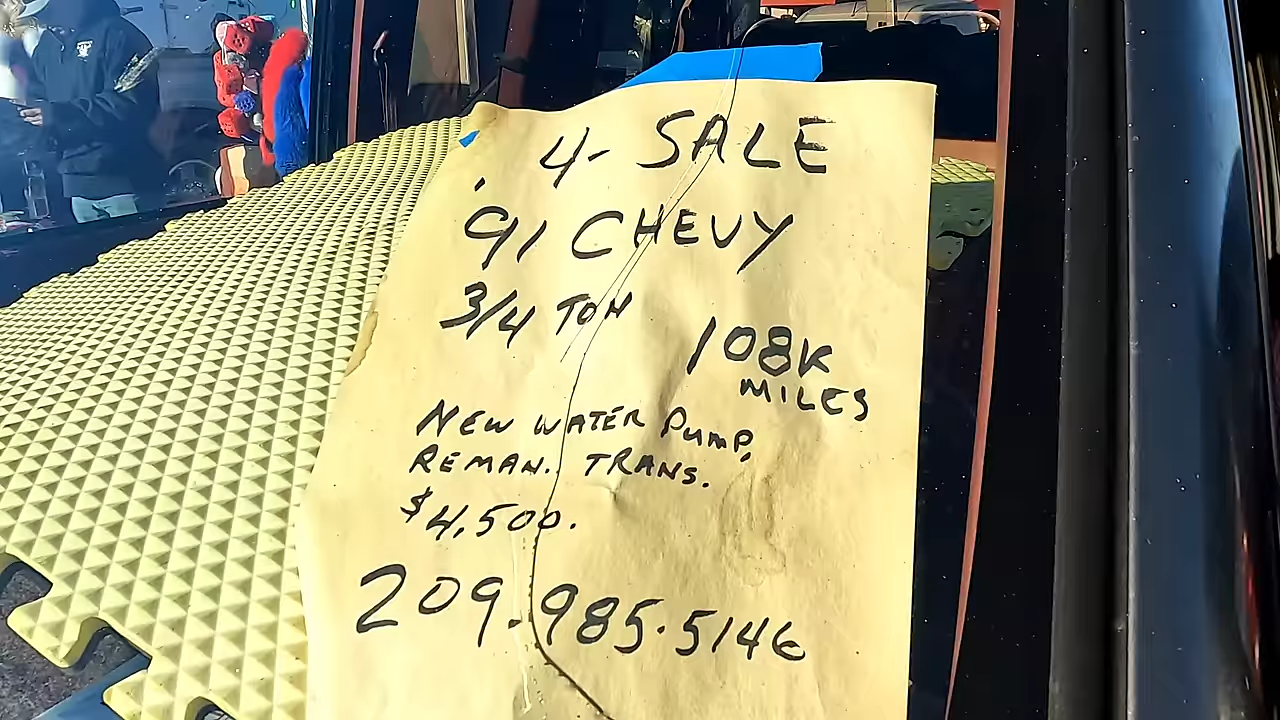 4- SALE
'91 CHEVY
3/4 TON
108K
MILES
NEW WATER PUMP,
REMAN. TRANS.
$4,500.
209.985.5146